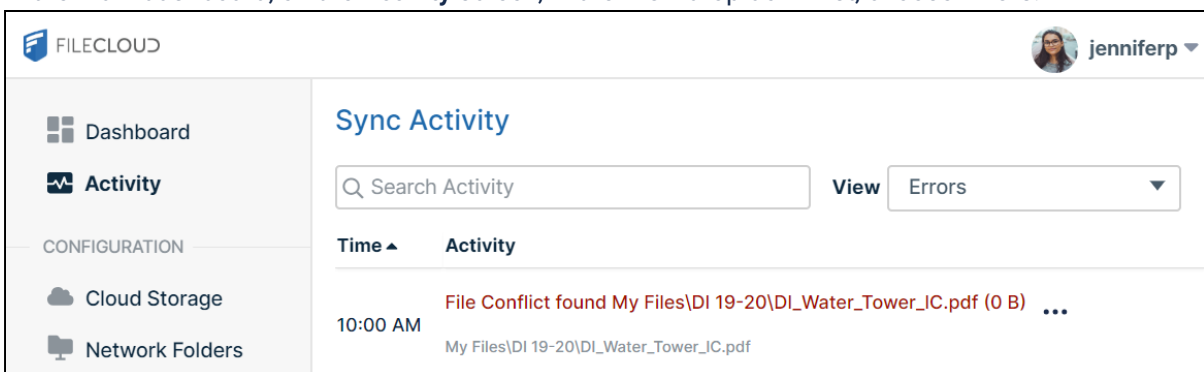 FILECLOUD
jenniferp
Dashboard
Activity
CONFIGURATION
Cloud Storage
Network Folders
Sync Activity
Search Activity
View Errors
Time Activity
10:00 AM
File Conflict found My Files\DI 19-20\DI_Water_Tower_IC.pdf (0 B) ...
My Files\DI 19-20\DI_Water_Tower_IC.pdf